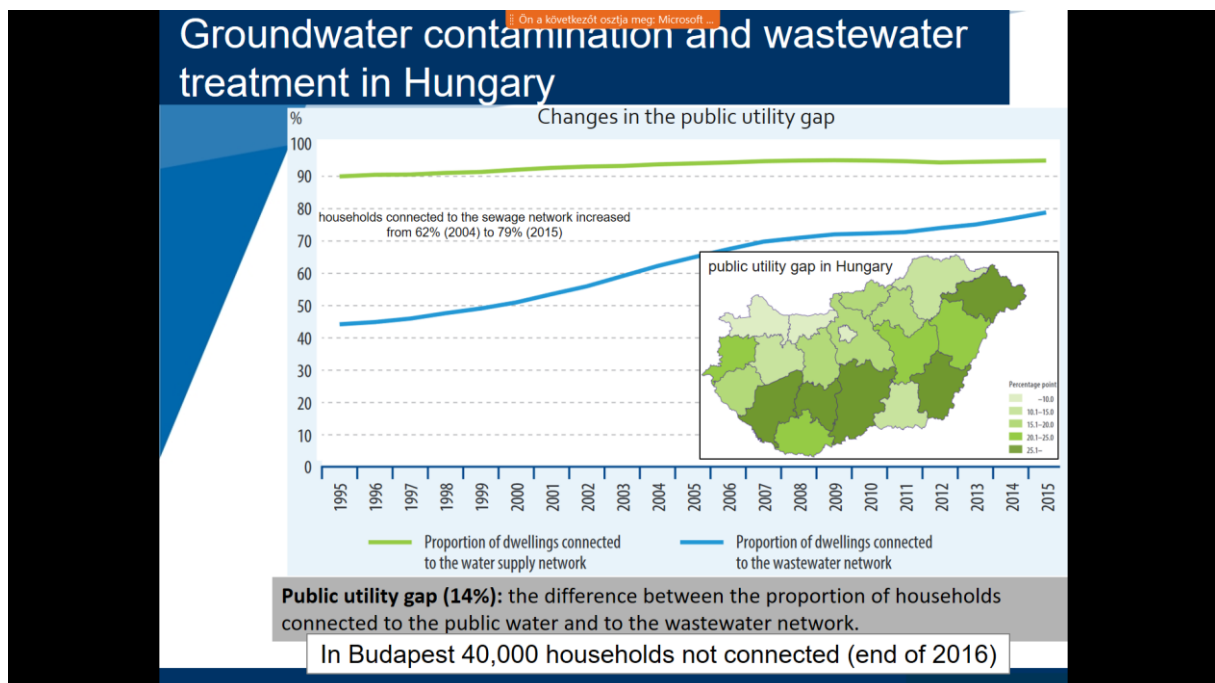 Ön a következőt osztja meg: Microsoft ...
Groundwater contamination and wastewater
treatment in Hungary
Changes in the public utility gap
%
100
90
80
70
60
50
40
30
20
10
0
households connected to the sewage network increased
from 62% (2004) to 79% (2015)
public utility gap in Hungary
Percentage point
–10.0
10.1–15.0
15.1–20.0
20.1–25.0
25.1–
1995
1996
1997
1998
1999
2000
2001
2002
2003
2004
2005
2006
2007
2008
2009
2010
2011
2012
2013
2014
2015
Proportion of dwellings connected
to the water supply network
Proportion of dwellings connected
to the wastewater network
Public utility gap (14%): the difference between the proportion of households
connected to the public water and to the wastewater network.
In Budapest 40,000 households not connected (end of 2016)